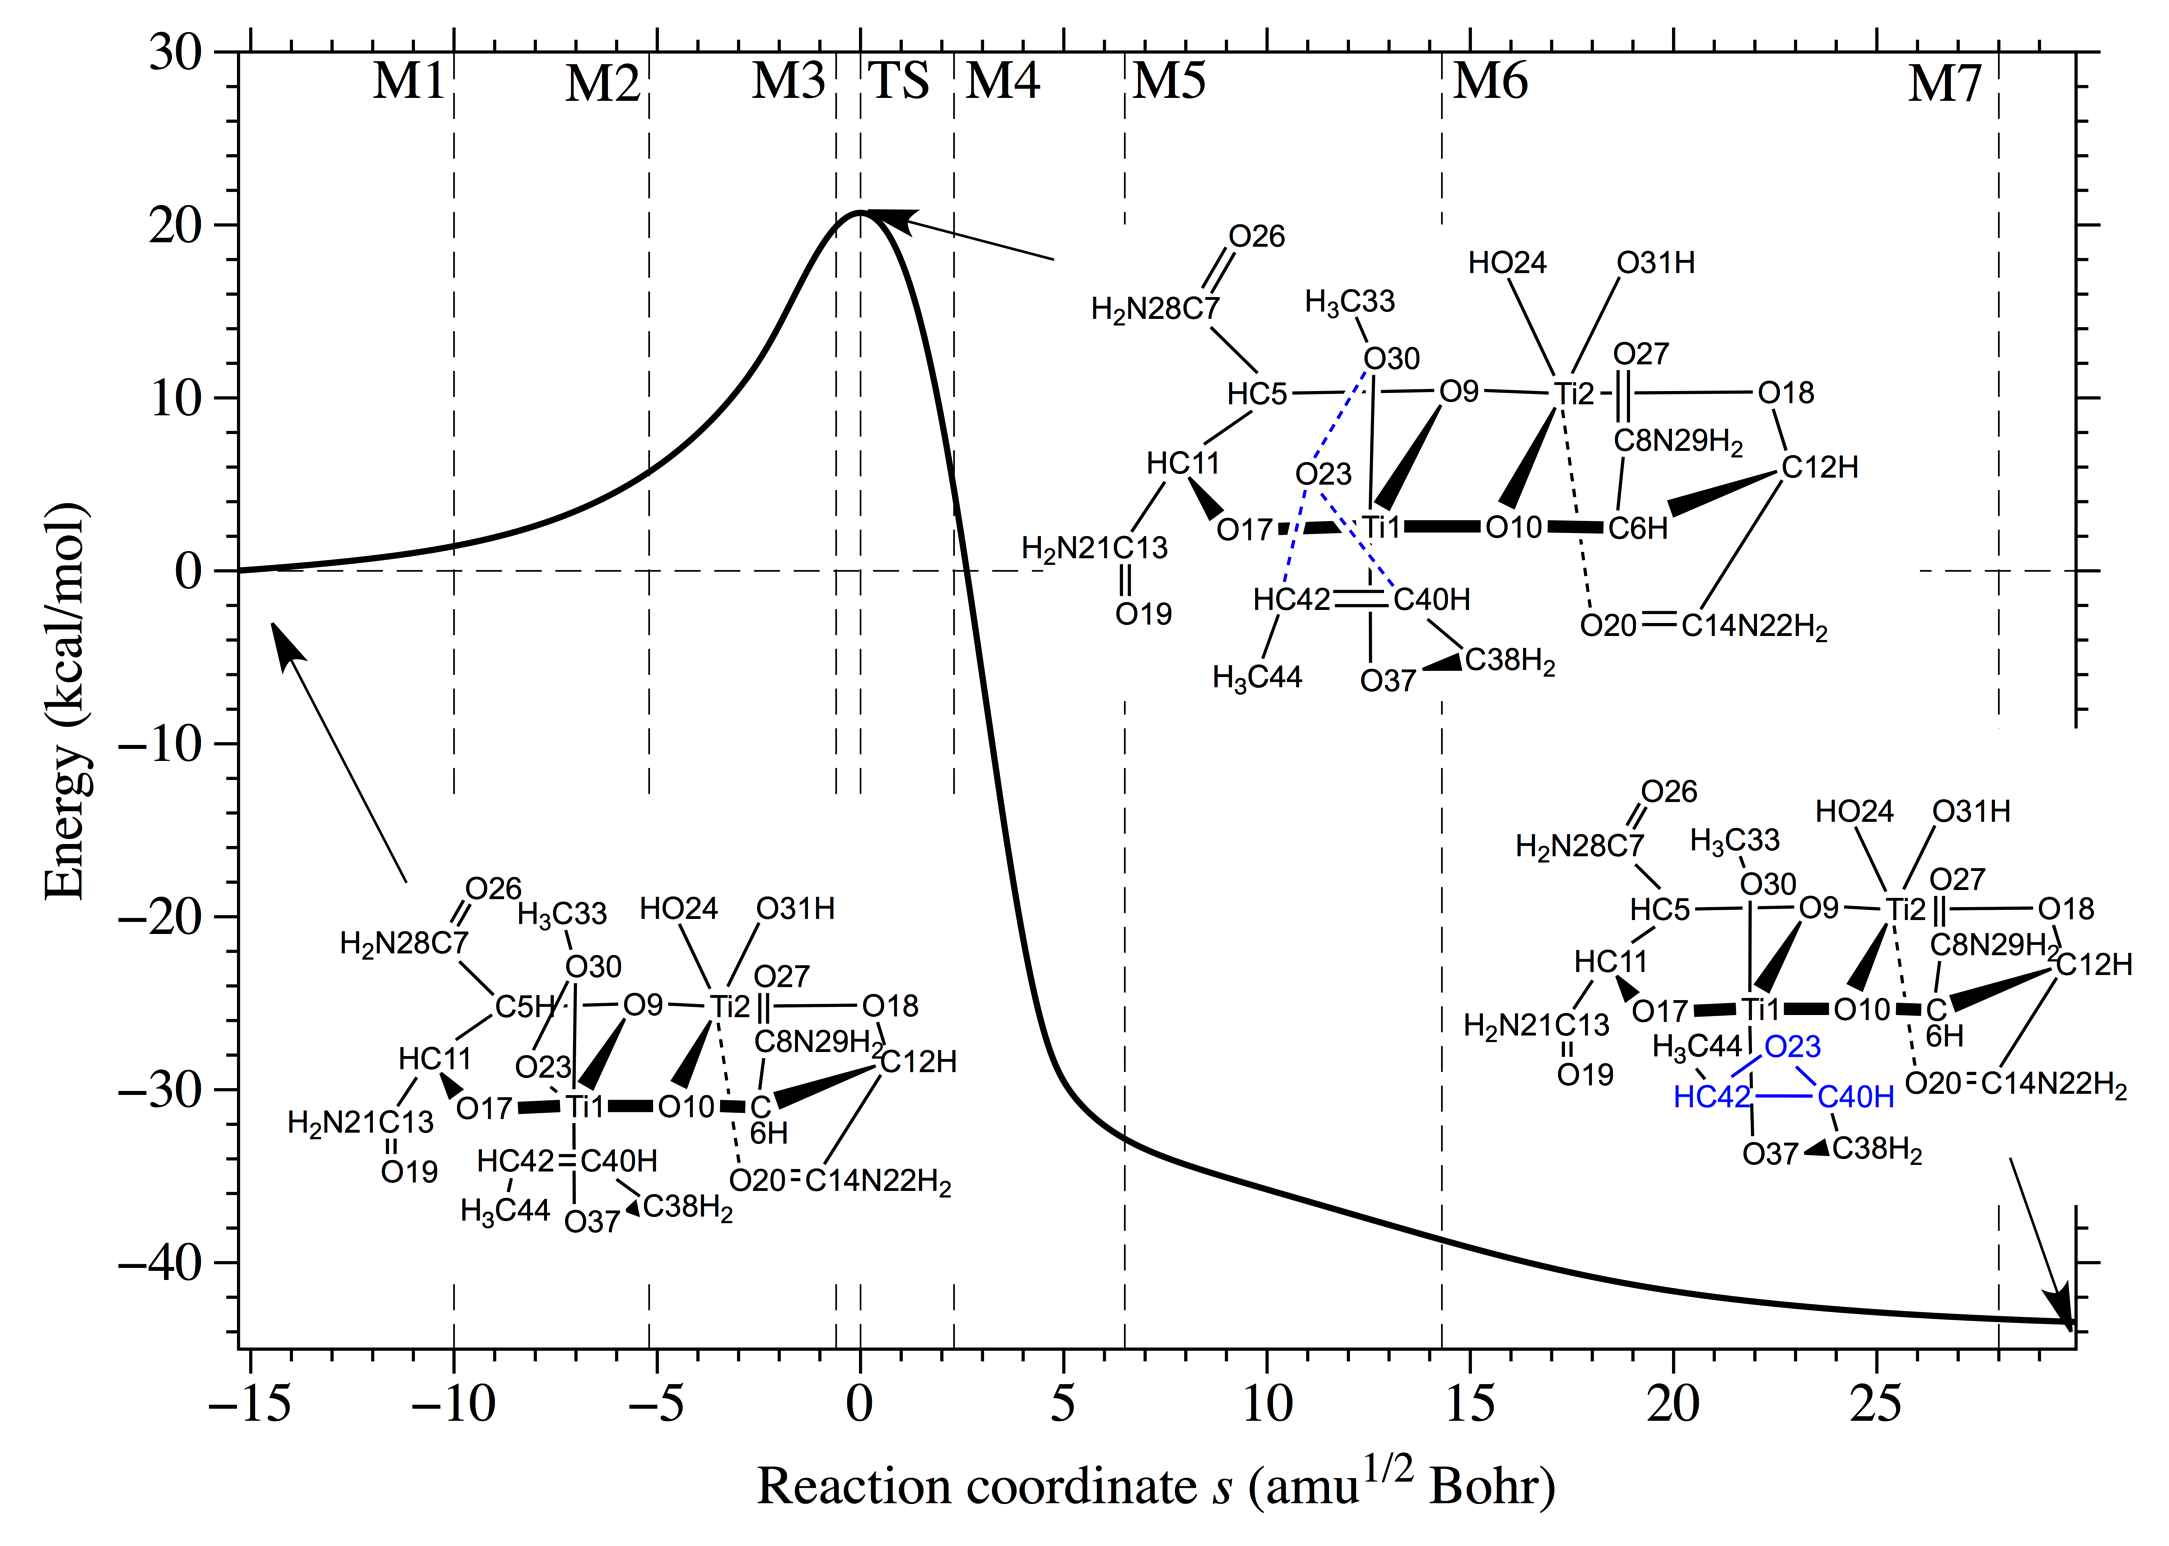 30
20
10
0
−10
−20
−30
−40
Energy (kcal/mol)
M1
M2
M3
TS
M4
M5
M6
M7
O26
H₂N28C7
H₃C33
O30
HO24
O31H
O27
HC5
O9
Ti2
O18
C8N29H₂
C12H
HC11
O23
O17
Ti1
O10
C6H
H₂N21C13
O19
HC42
C40H
H₃C44
O37
C38H₂
O20
C14N22H₂
O26
H₂N28C7
H₃C33
O30
HO24
O31H
O27
C5H
O9
Ti2
O18
C8N29H₂
C12H
HC11
O23
O17
Ti1
O10
C
6H
H₂N21C13
O19
HC42
C40H
H₃C44
O37
C38H₂
O20
C14N22H₂
O26
H₂N28C7
H₃C33
O30
HO24
O31H
O27
HC5
O9
Ti2
O18
C8N29H₂
C12H
HC11
O17
Ti1
O10
C
6H
H₂N21C13
O19
H₃C44
O23
HC42
C40H
O37
C38H₂
O20
C14N22H₂
−15
−10
−5
0
5
10
15
20
25
Reaction coordinate s (amu^1/2 Bohr)